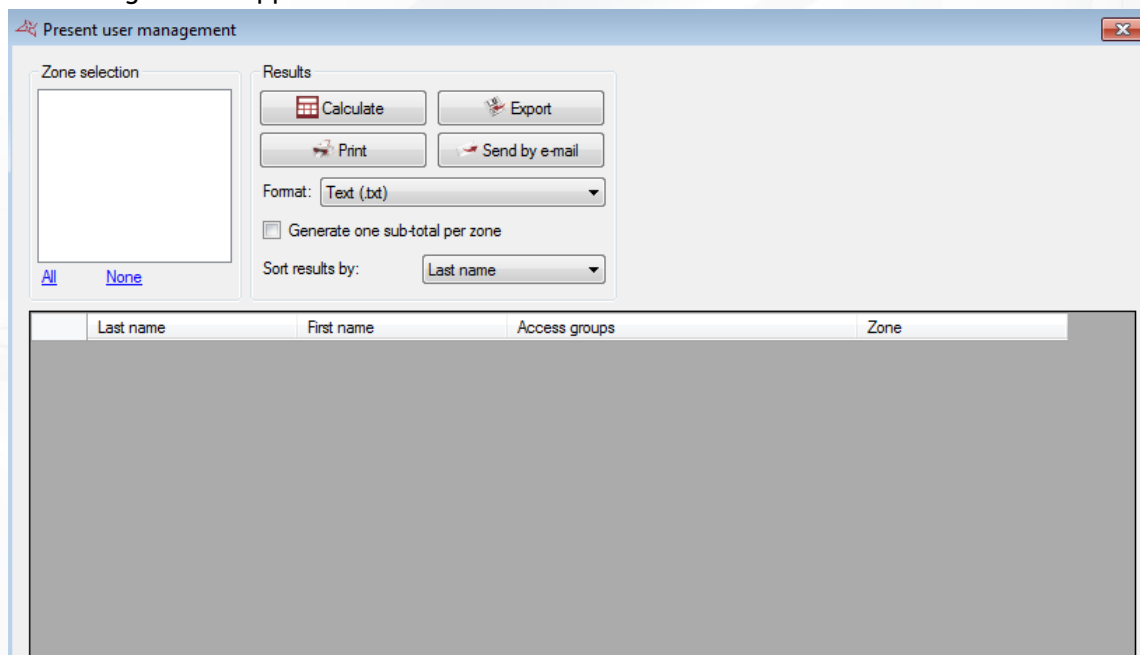 Present user management
Zone selection
All None
Results
Calculate Export
Print Send by e-mail
Format: Text (.txt)
Generate one sub-total per zone
Sort results by: Last name
Last name First name Access groups Zone